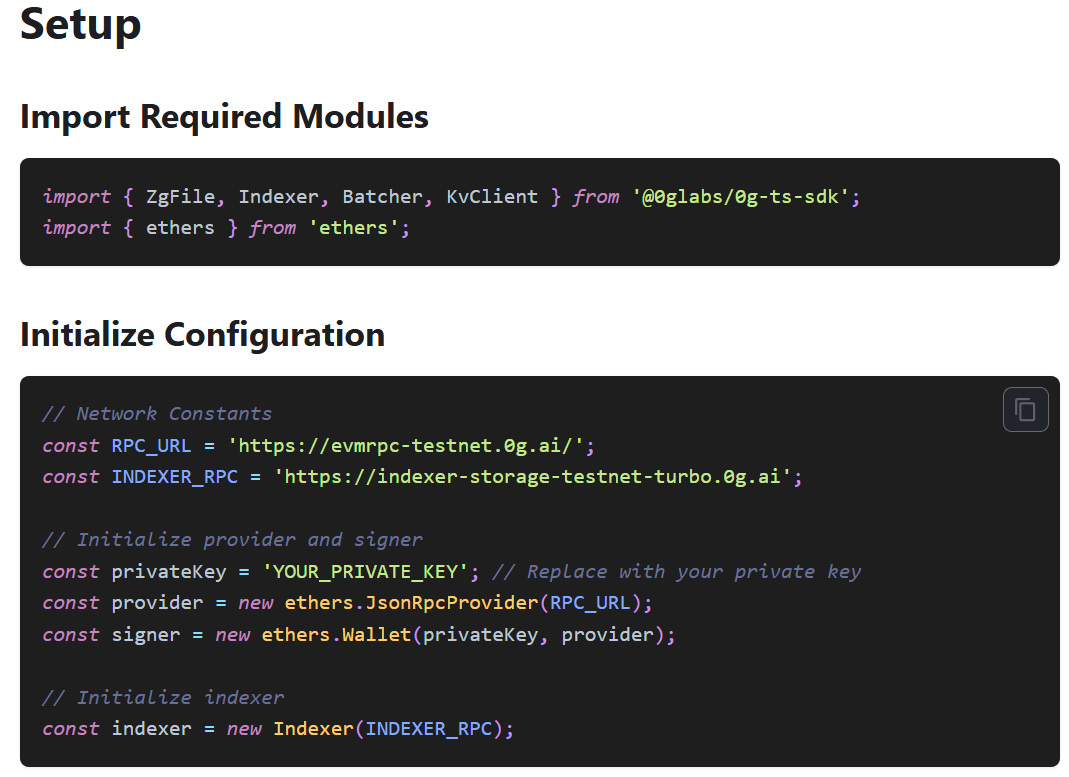 Setup
Import Required Modules
import { ZgFile, Indexer, Batcher, KvClient } from '@0glabs/0g-ts-sdk';
import { ethers } from 'ethers';
Initialize Configuration
// Network Constants
const RPC_URL = 'https://evmrpc-testnet.0g.ai/';
const INDEXER_RPC = 'https://indexer-storage-testnet-turbo.0g.ai';
// Initialize provider and signer
const privateKey = 'YOUR_PRIVATE_KEY'; // Replace with your private key
const provider = new ethers.JsonRpcProvider(RPC_URL);
const signer = new ethers.Wallet(privateKey, provider);
// Initialize indexer
const indexer = new Indexer(INDEXER_RPC);